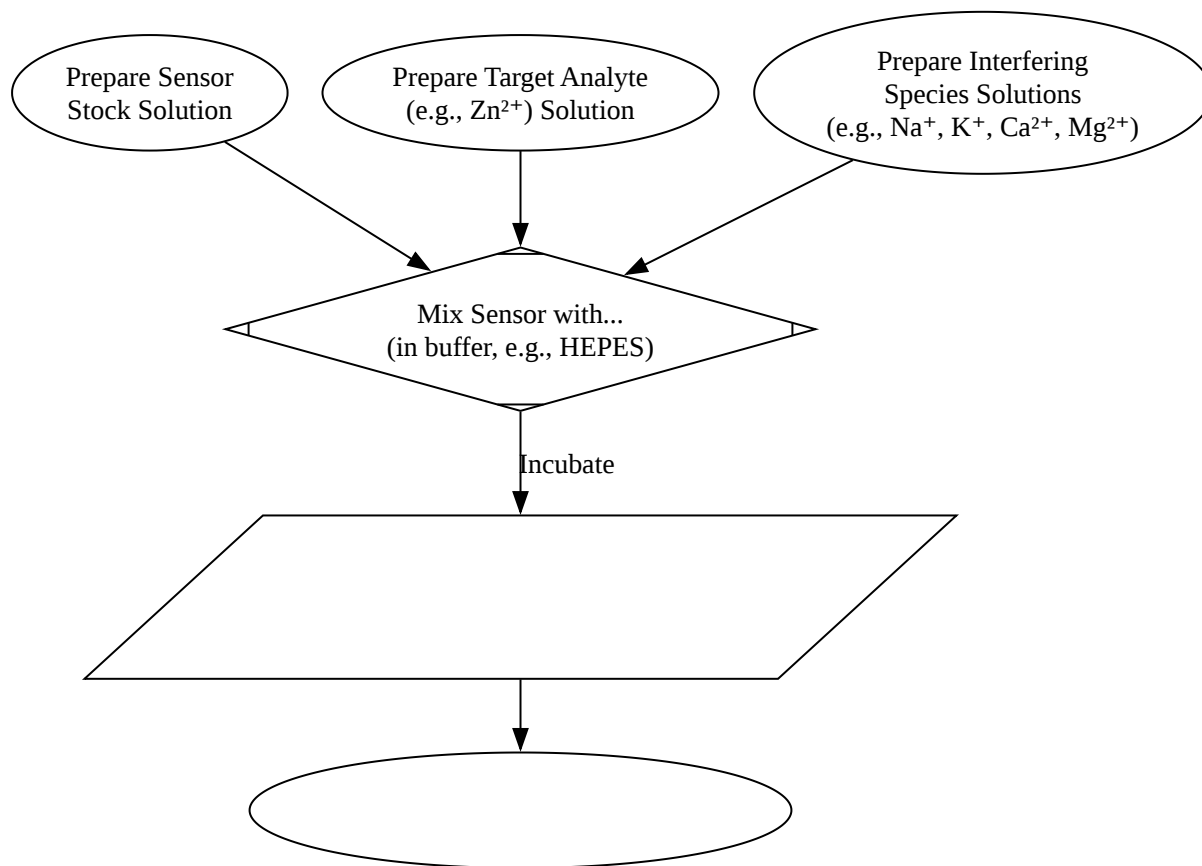 Prepare Sensor
Stock Solution
Prepare Target Analyte
(e.g., Zn²⁺) Solution
Prepare Interfering
Species Solutions
(e.g., Na⁺, K⁺, Ca²⁺, Mg²⁺)
Mix Sensor with...
(in buffer, e.g., HEPES)
Incubate